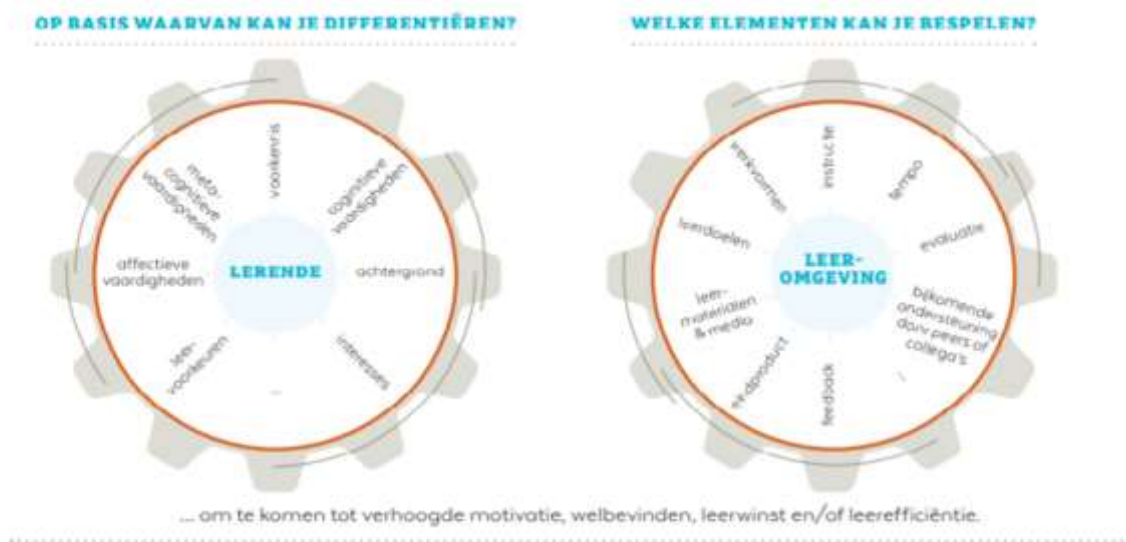 OP BASIS WAARVAN KAN JE DIFFERENTIËREN?
voorkennis
cognitieve
vaardigheden
achtergrond
interesses
...
leer-
voorkeuren
affectieve
vaardigheden
meta-
cognitieve
vaardigheden
LERENDE
WELKE ELEMENTEN KAN JE BESPELEN?
instructie
tempo
evaluatie
bijkomende
ondersteuning
door peers of
collega's
...
feedback
eindproduct
leer-
materialen
& media
leerdoelen
werkvormen
LEER-
OMGEVING
... om te komen tot verhoogde motivatie, welbevinden, leerwinst en/of leerefficiëntie.